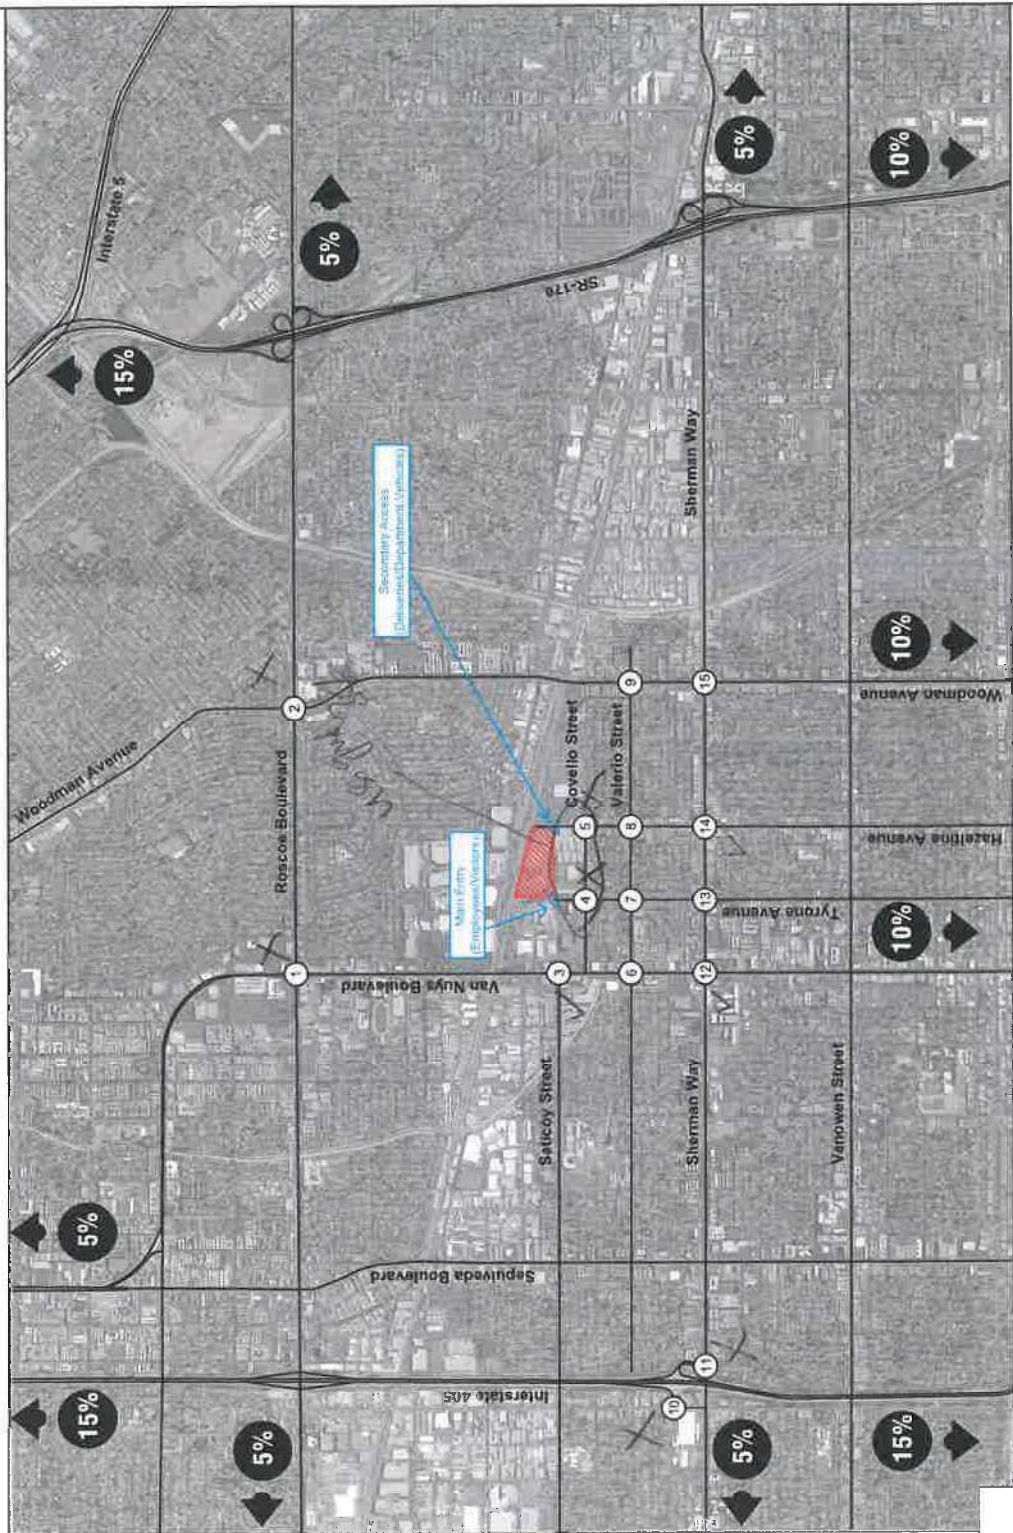 Interstate 5
15%
5%
5%
10%
SR-170
Secondary Access
(Deliveries/Department Vehicles)
Sherman Way
Woodman Avenue
Roscoe Boulevard
2
Main Entry
(Employees/Visitors)
Covello Street
Valerio Street
9
15
10%
Woodman Avenue
5
8
14
Hazeltine Avenue
4
7
13
Tyrone Avenue
10%
1
Van Nuys Boulevard
3
6
12
Saticoy Street
Sherman Way
Vanowen Street
5%
Sepulveda Boulevard
15%
Interstate 405
11
10
5%
5%
15%